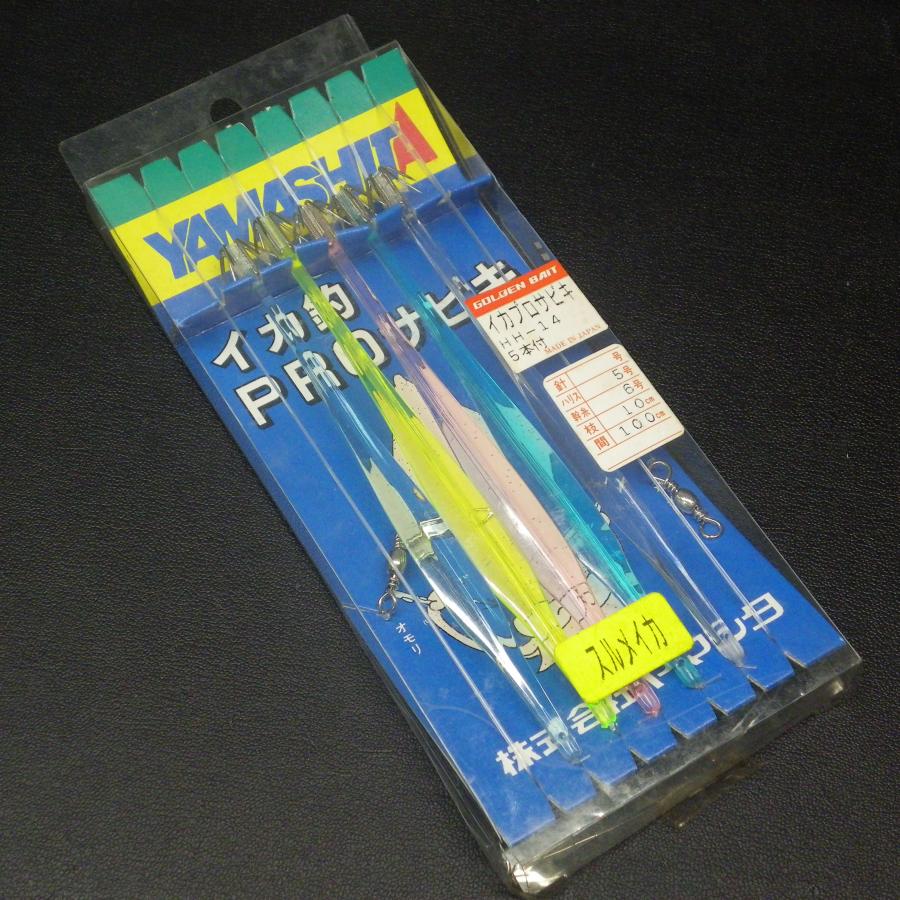 YAMASHITA
イカ釣
PROサビキ
GOLDEN BAIT
イカプロサビキ
HH-14
5本付 MADE IN JAPAN
針 号
ハリス 5号
幹糸 6号
枝 10cm
間 100cm
オモリ
スルメイカ
株式会社ヤマシタ